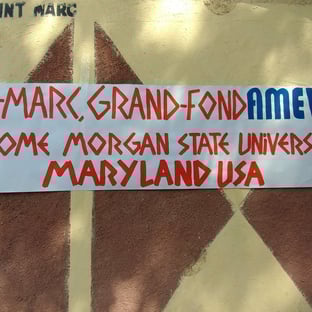 INT MARC
-MARC, GRAND-FOND AME
OME MORGAN STATE UNIVERS
MARYLAND USA